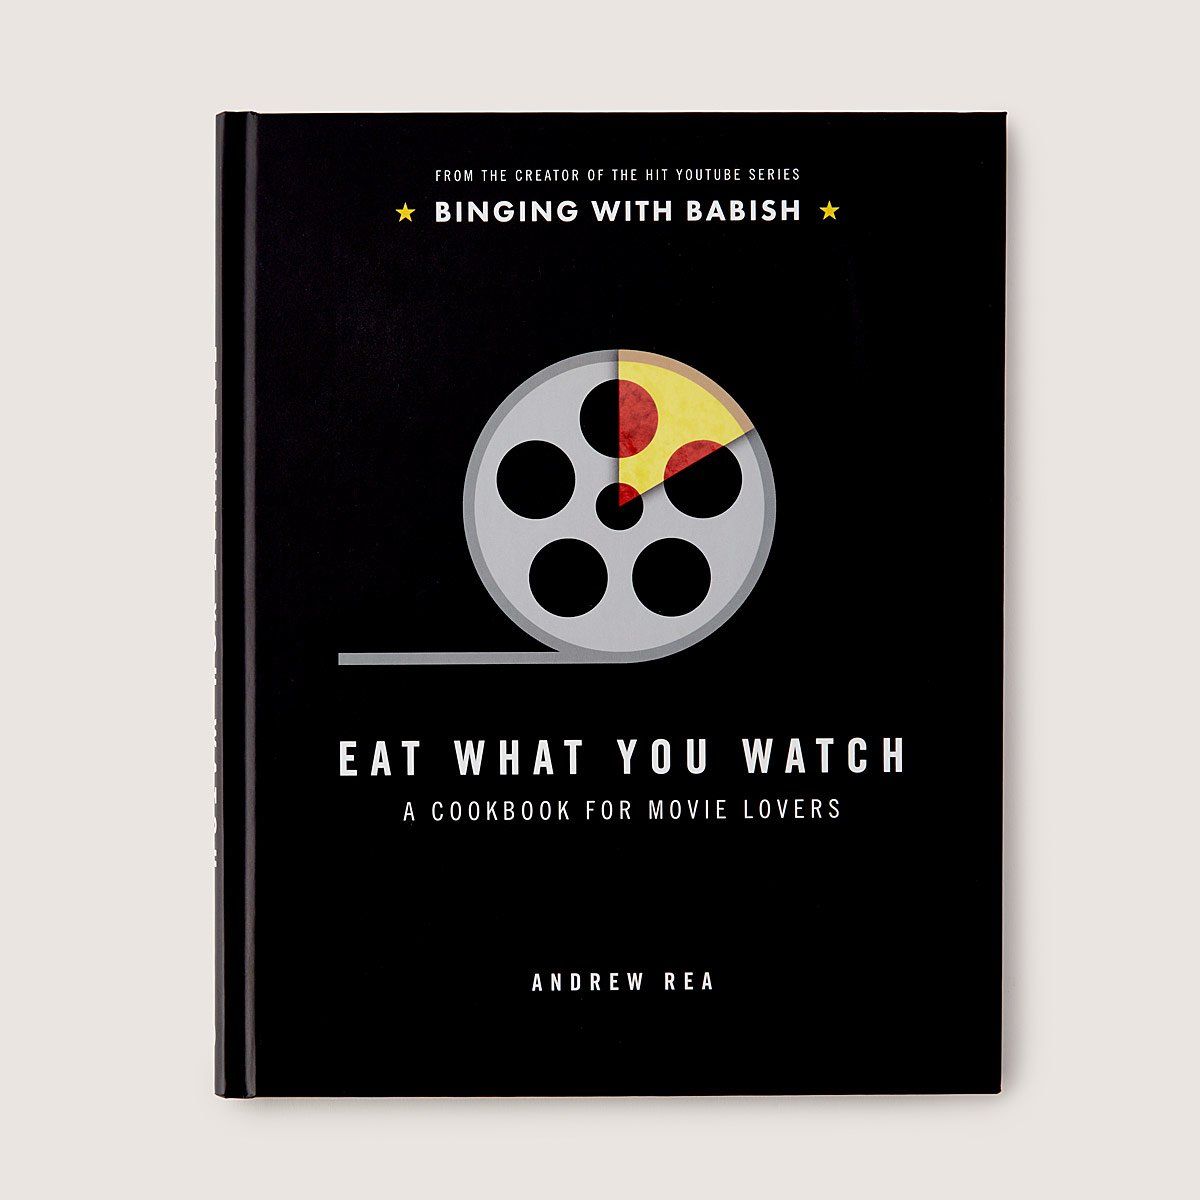 FROM THE CREATOR OF THE HIT YOUTUBE SERIES
BINGING WITH BABISH
EAT WHAT YOU WATCH
A COOKBOOK FOR MOVIE LOVERS
ANDREW REA